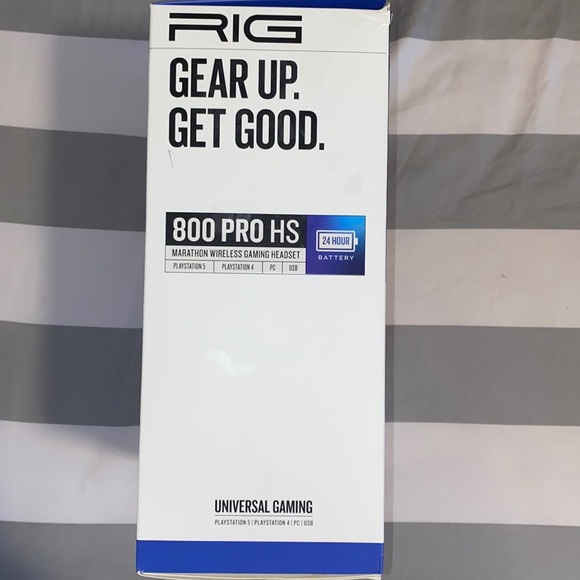 RIG
GEAR UP.
GET GOOD.
800 PRO HS
MARATHON WIRELESS GAMING HEADSET
PLAYSTATION 5 | PLAYSTATION 4 | PC | USB
24 HOUR
BATTERY
UNIVERSAL GAMING
PLAYSTATION 5 | PLAYSTATION 4 | PC | USB